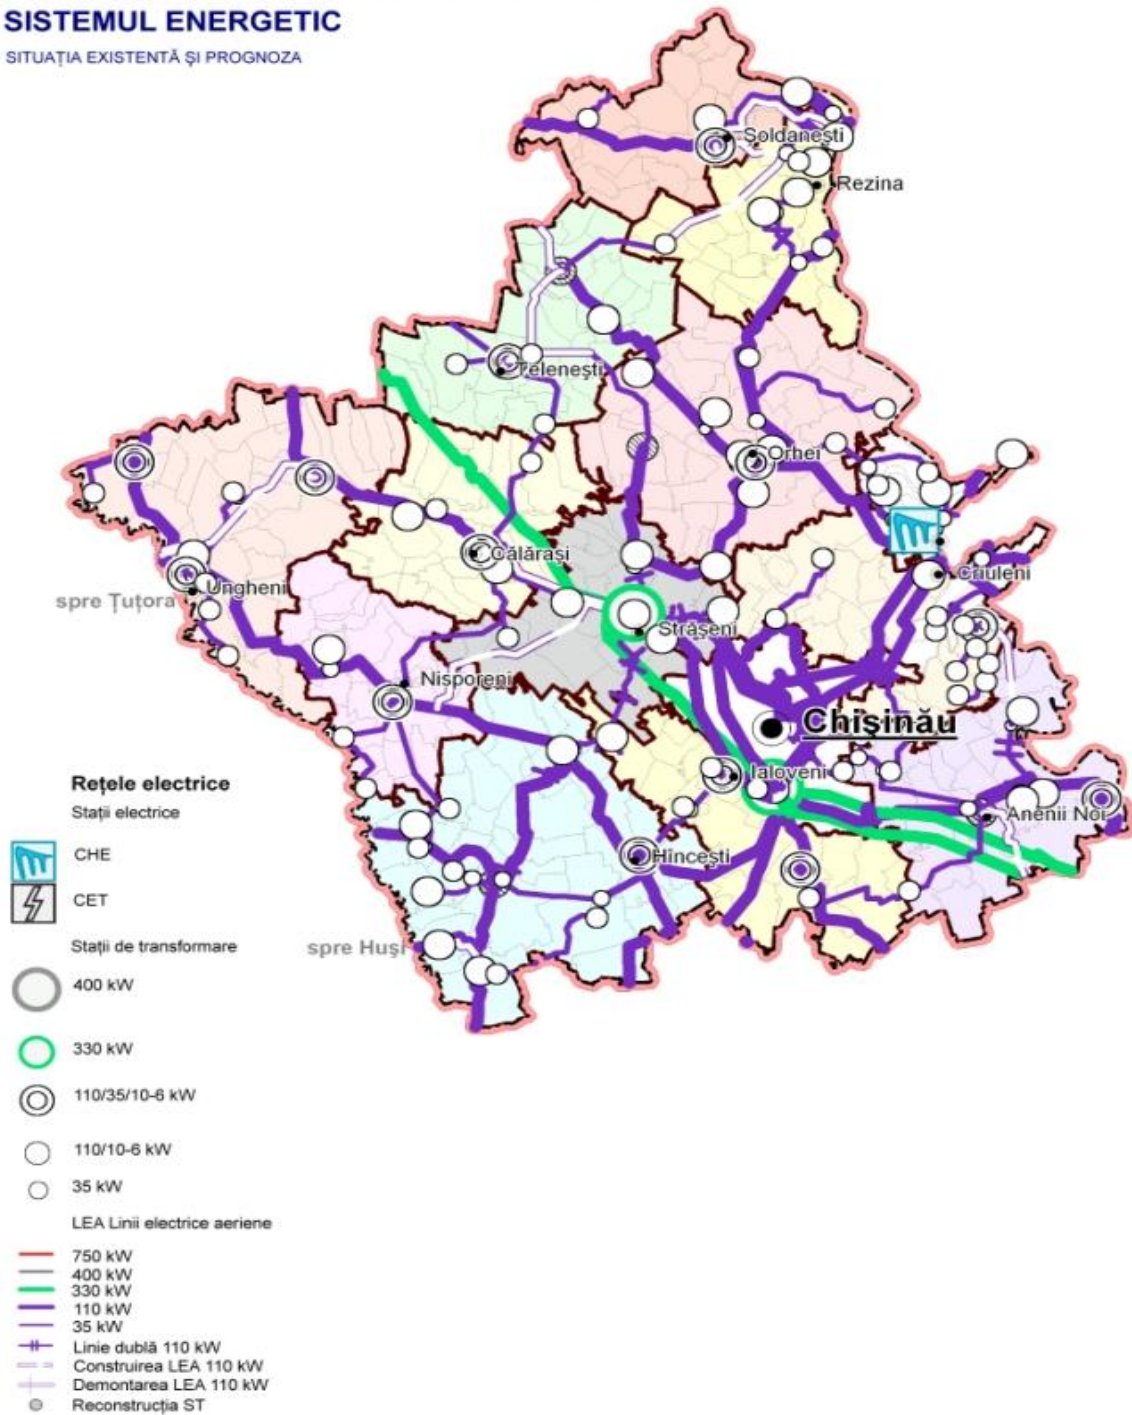 SISTEMUL ENERGETIC
SITUAȚIA EXISTENTĂ ȘI PROGNOZA
Soldanești
Rezina
Telenești
Orhei
Călărași
Criuleni
Ungheni
spre Țuțora
Strășeni
Nisporeni
Chișinău
Ialoveni
Anenii Noi
Hîncești
spre Huși
Rețele electrice
Stații electrice
CHE
CET
Stații de transformare
400 kW
330 kW
110/35/10-6 kW
110/10-6 kW
35 kW
LEA Linii electrice aeriene
750 kW
400 kW
330 kW
110 kW
35 kW
Linie dublă 110 kW
Construirea LEA 110 kW
Demontarea LEA 110 kW
Reconstrucția ST